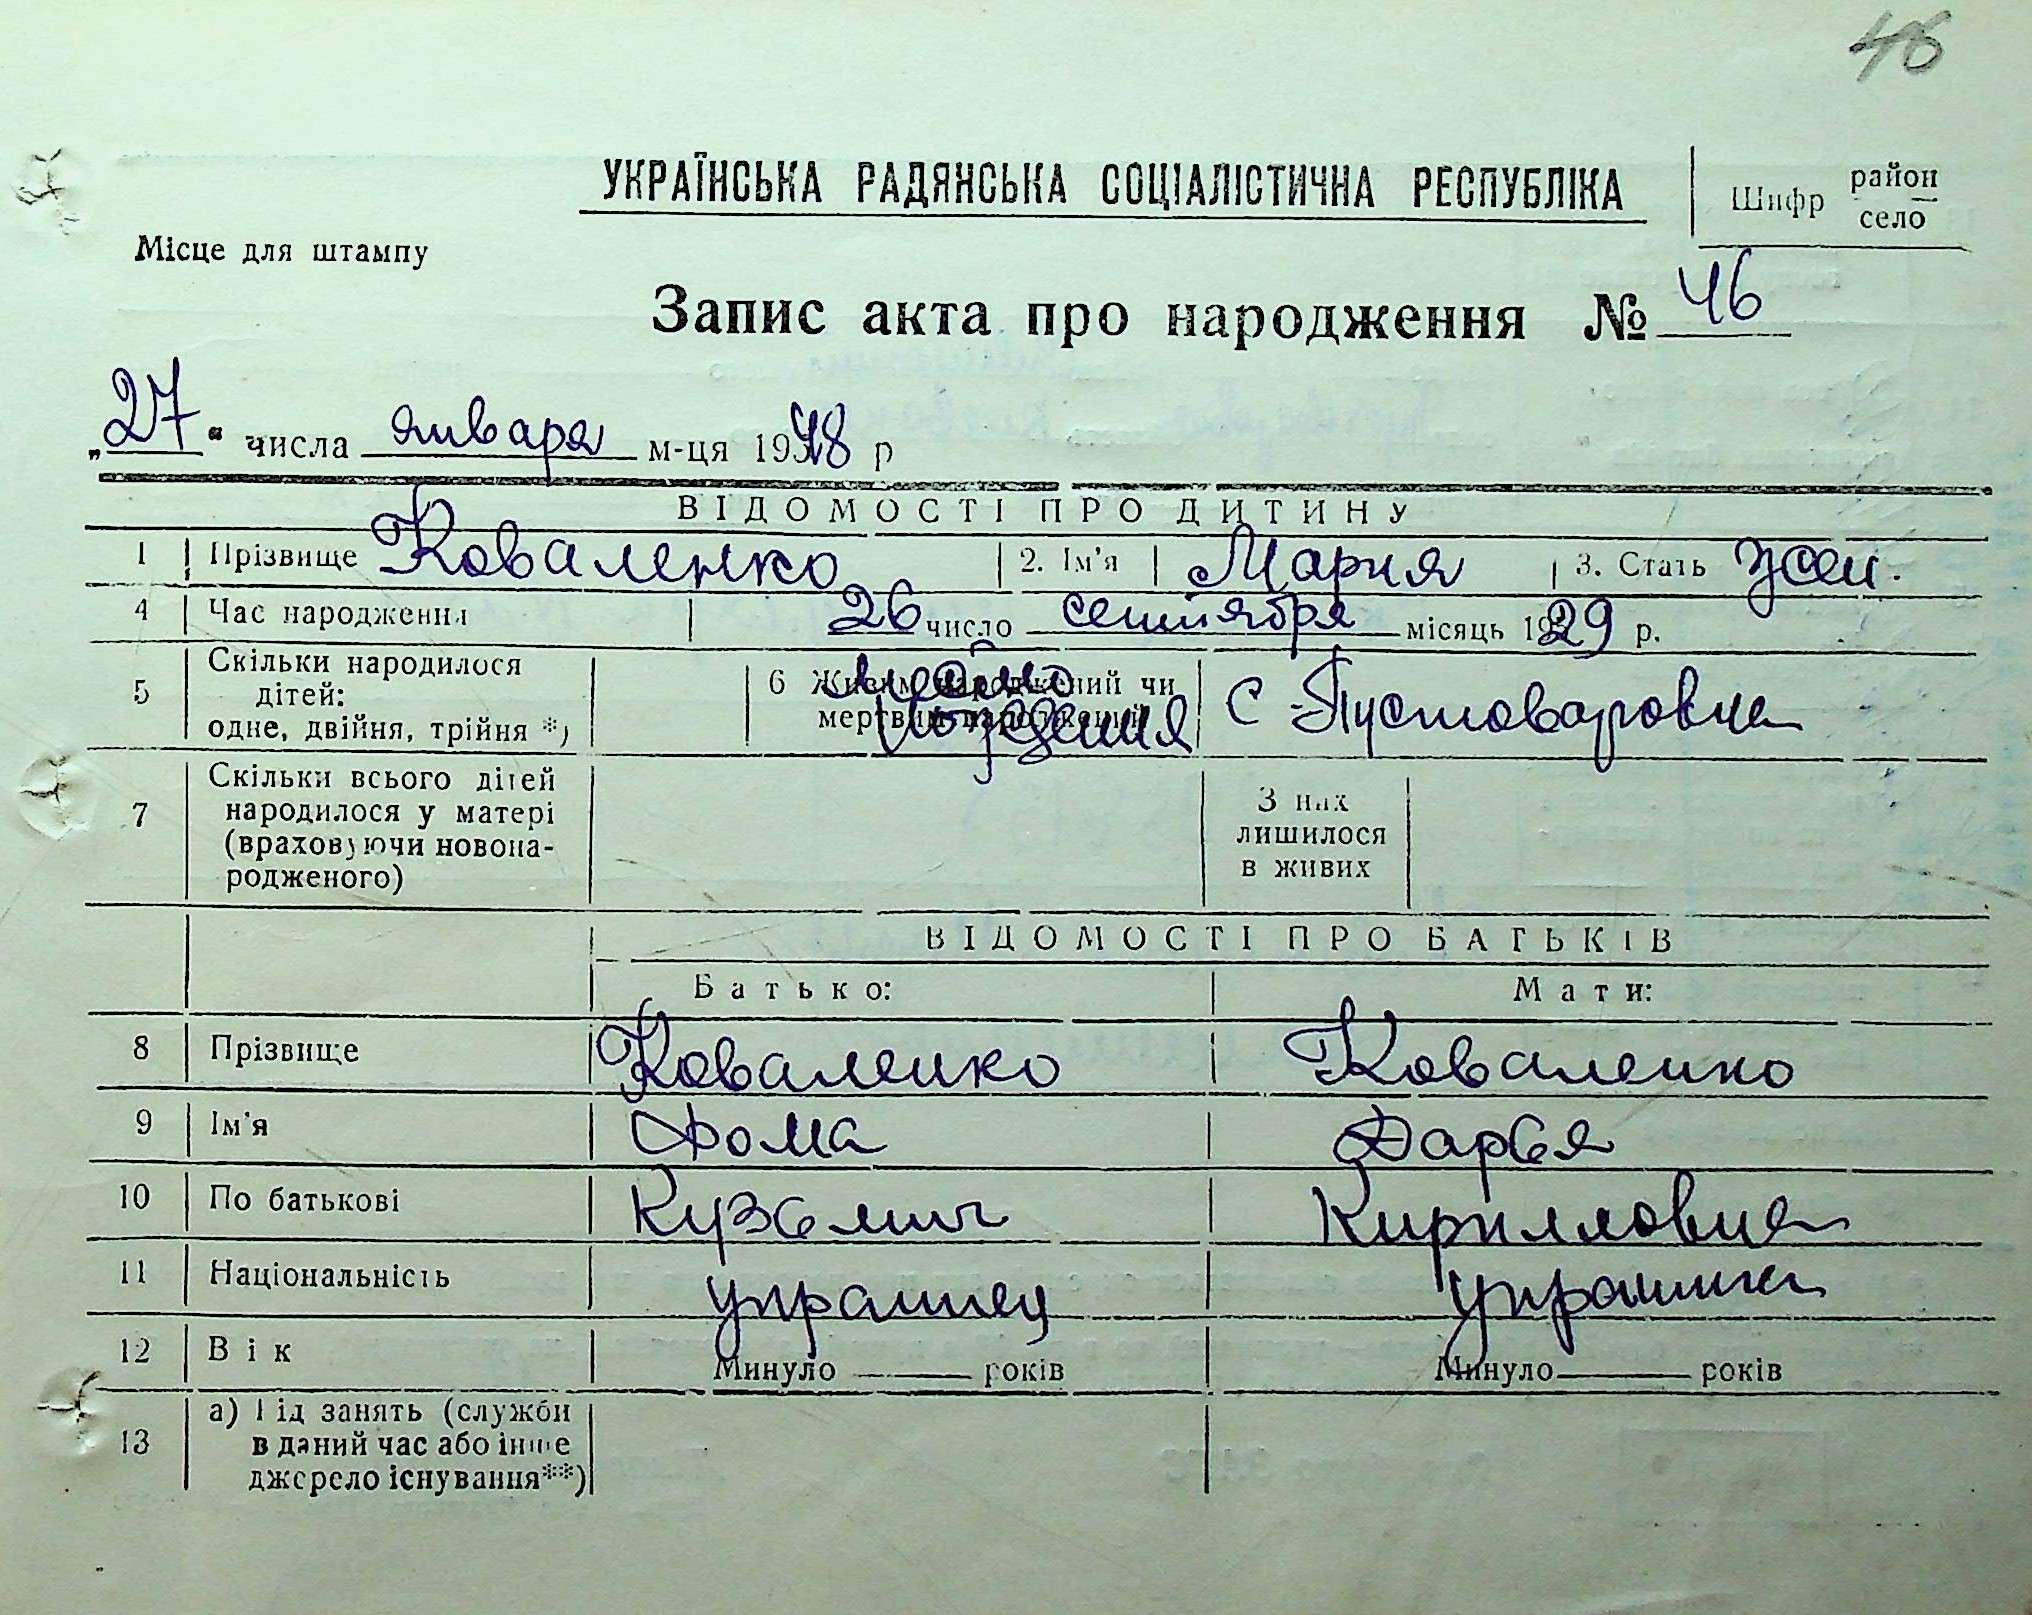 46
УКРАЇНСЬКА РАДЯНСЬКА СОЦІАЛІСТИЧНА РЕСПУБЛІКА
Шифр район село
Місце для штампу
Запис акта про народження № 46
„27“ числа января м-ця 1948 р
ВІДОМОСТІ ПРО ДИТИНУ
1 Прізвище Коваленко 2. Ім'я Мария 3. Стать жен.
4 Час народження 26 число сентября місяць 1929 р.
5 Скільки народилося дітей: одне, двійня, трійня *) 6 Живим народжений чи мертвим народжений место рождения с Пустоваровка
7 Скільки всього дітей народилося у матері (враховуючи новонародженого) З них лишилося в живих
ВІДОМОСТІ ПРО БАТЬКІВ
Батько: Мати:
8 Прізвище Коваленко Коваленко
9 Ім'я Фома Дарья
10 По батькові Кузьмич Кирилловна
11 Національність украинец украинка
12 Вік Минуло років Минуло років
13 а) Рід занять (служби в даний час або інше джерело існування**)